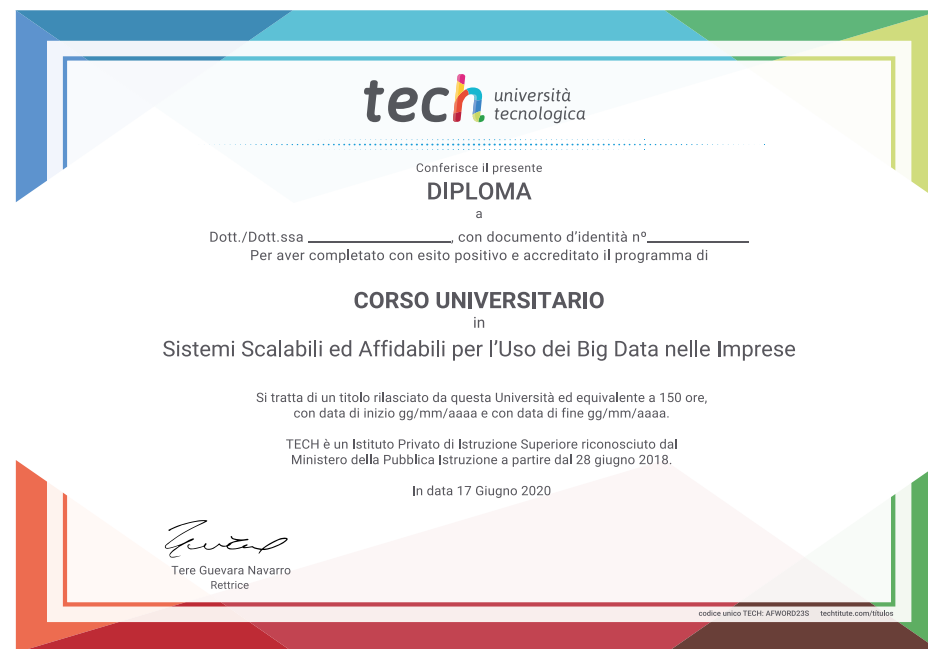 tech università
tecnologica
Conferisce il presente
DIPLOMA
a
Dott./Dott.ssa ________________, con documento d'identità nº____________
Per aver completato con esito positivo e accreditato il programma di
CORSO UNIVERSITARIO
in
Sistemi Scalabili ed Affidabili per l'Uso dei Big Data nelle Imprese
Si tratta di un titolo rilasciato da questa Università ed equivalente a 150 ore,
con data di inizio gg/mm/aaaa e con data di fine gg/mm/aaaa.
TECH è un Istituto Privato di Istruzione Superiore riconosciuto dal
Ministero della Pubblica Istruzione a partire dal 28 giugno 2018.
In data 17 Giugno 2020
Tere Guevara Navarro
Rettrice
codice unico TECH: AFWORD23S techtitute.com/títulos